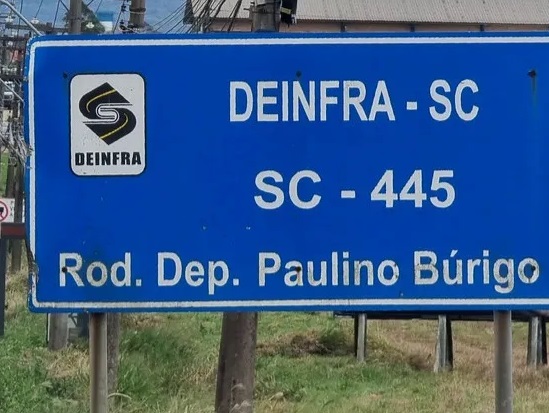 DEINFRA - SC
DEINFRA
SC - 445
Rod. Dep. Paulino Búrigo